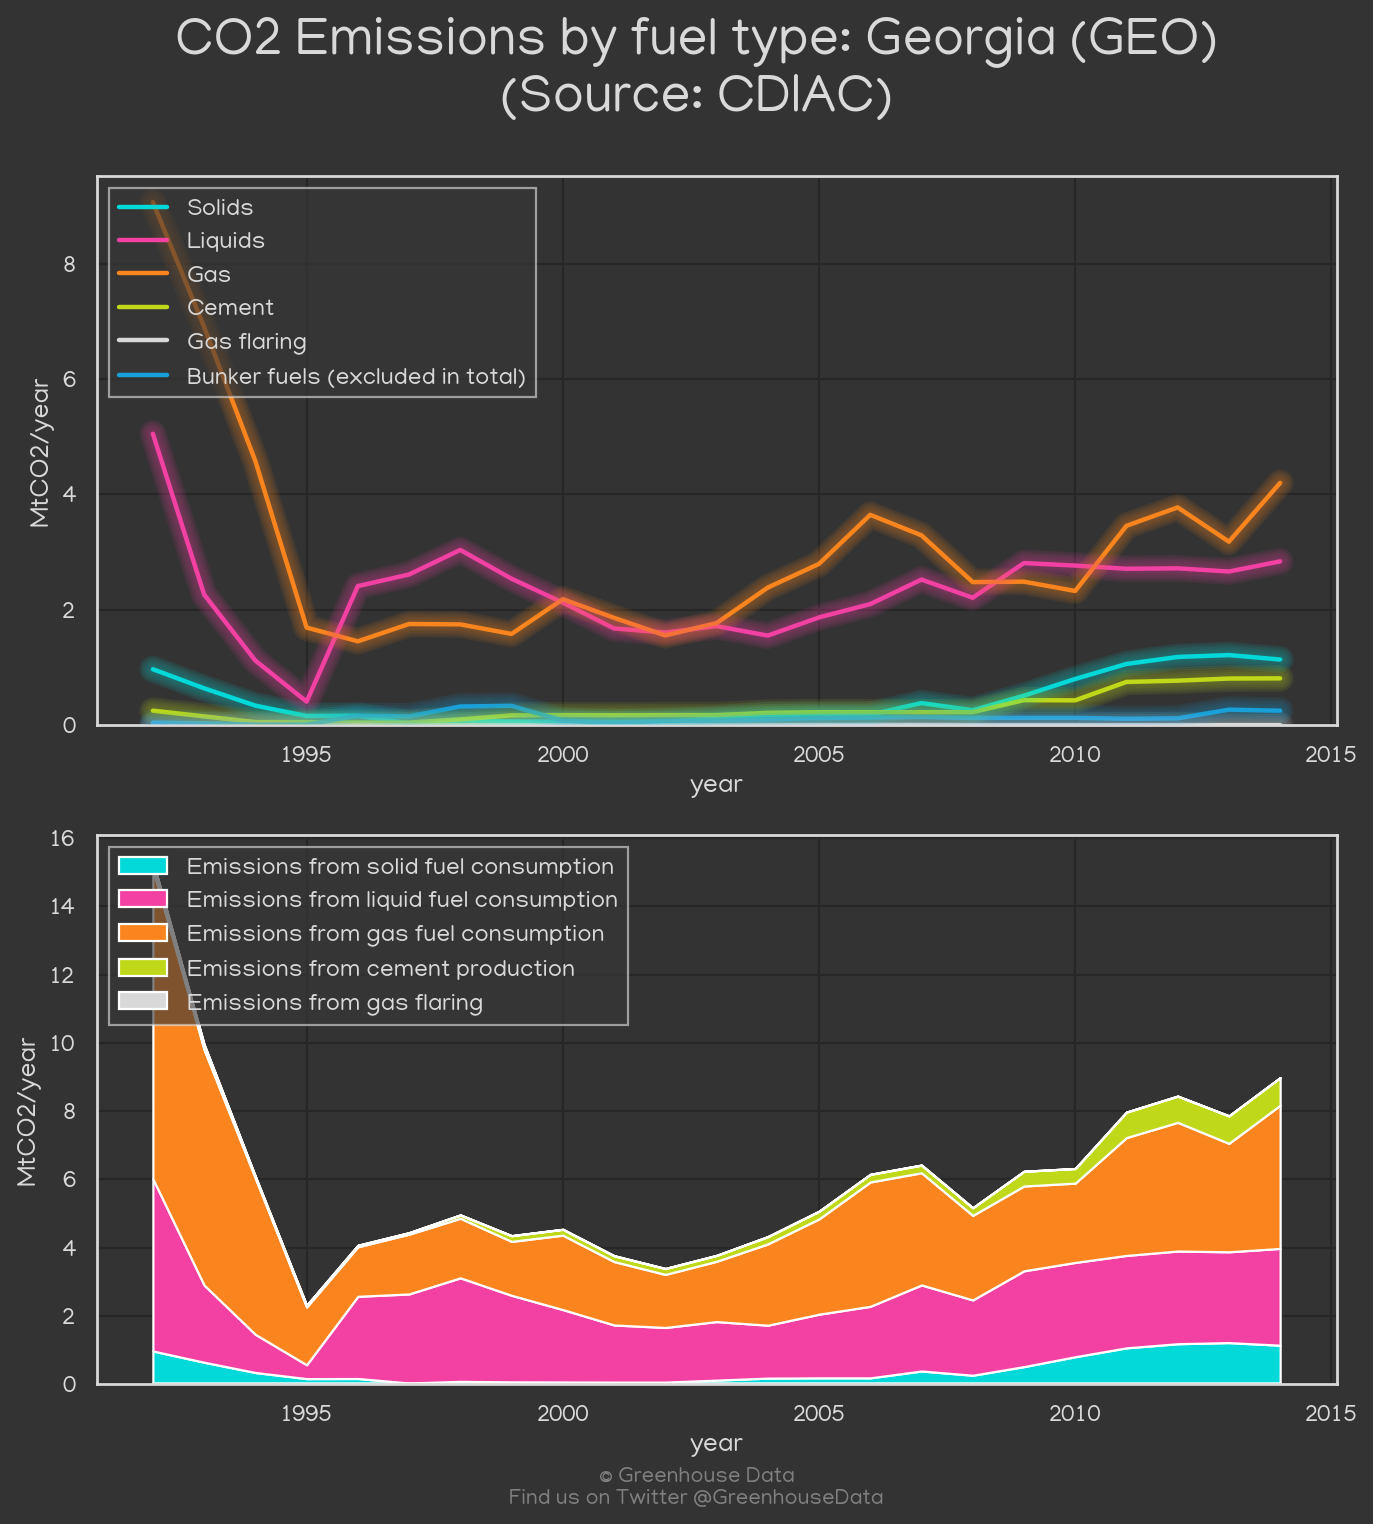 CO2 Emissions by fuel type: Georgia (GEO)
(Source: CDIAC)
Solids
Liquids
Gas
Cement
Gas flaring
Bunker fuels (excluded in total)
8
6
4
2
0
MtCO2/year
1995
2000
2005
2010
2015
year
Emissions from solid fuel consumption
Emissions from liquid fuel consumption
Emissions from gas fuel consumption
Emissions from cement production
Emissions from gas flaring
16
14
12
10
8
6
4
2
0
MtCO2/year
1995
2000
2005
2010
2015
year
© Greenhouse Data
Find us on Twitter @GreenhouseData